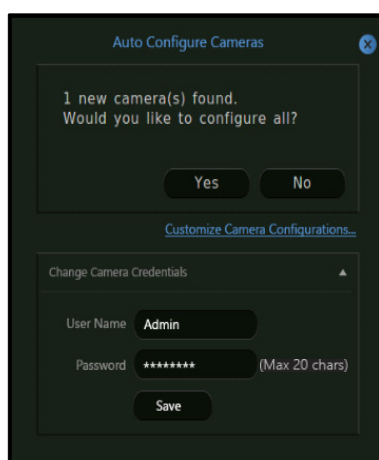 Auto Configure Cameras
1 new camera(s) found.
Would you like to configure all?
Yes No
Customize Camera Configurations...
Change Camera Credentials
User Name Admin
Password ******** (Max 20 chars)
Save